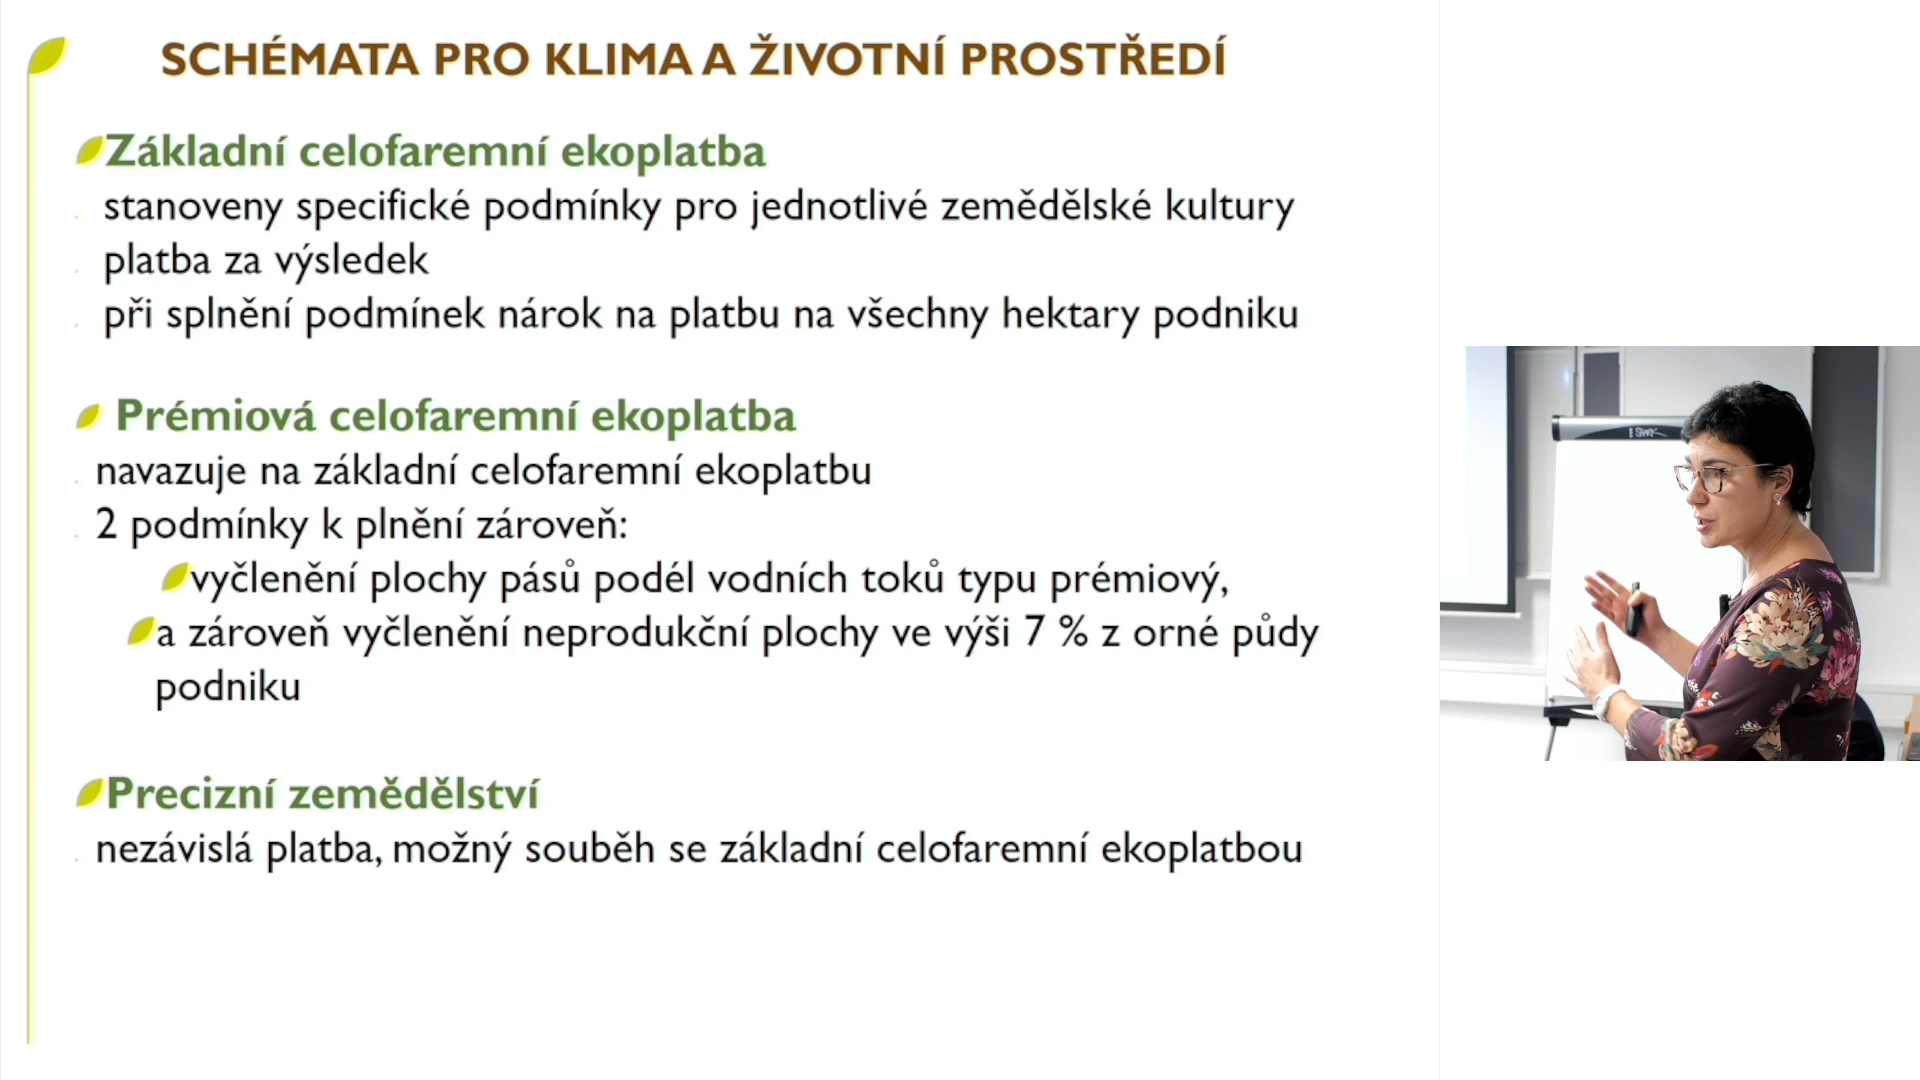 SCHÉMATA PRO KLIMA A ŽIVOTNÍ PROSTŘEDÍ
Základní celofaremní ekoplatba
stanoveny specifické podmínky pro jednotlivé zemědělské kultury
platba za výsledek
při splnění podmínek nárok na platbu na všechny hektary podniku
Prémiová celofaremní ekoplatba
navazuje na základní celofaremní ekoplatbu
2 podmínky k plnění zároveň:
vyčlenění plochy pásů podél vodních toků typu prémiový,
a zároveň vyčlenění neprodukční plochy ve výši 7 % z orné půdy
podniku
Precizní zemědělství
nezávislá platba, možný souběh se základní celofaremní ekoplatbou